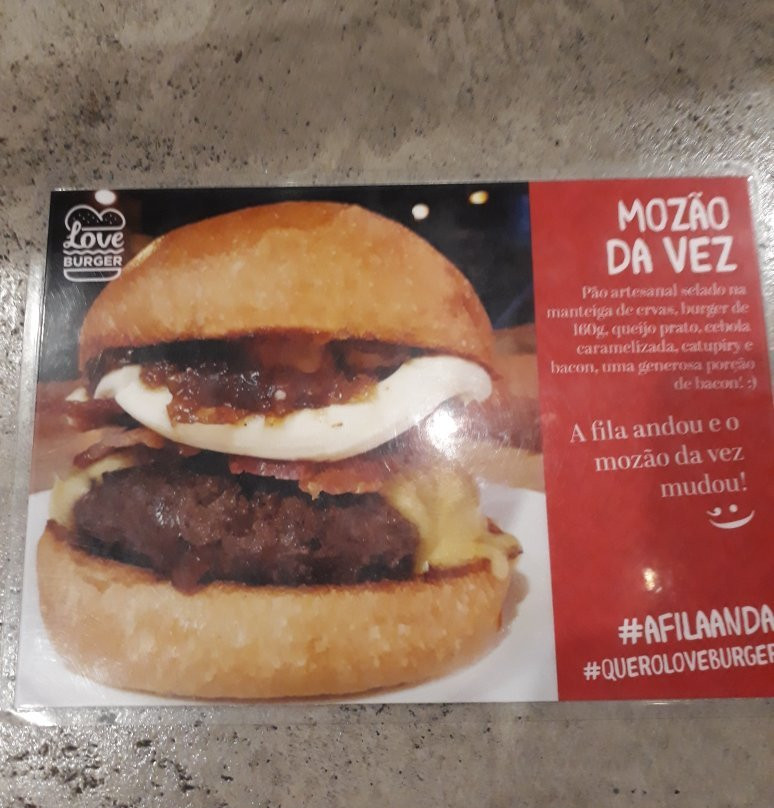 Love
BURGER
MOZÃO
DA VEZ
Pão artesanal selado na
manteiga de ervas, burger de
160g, queijo prato, cebola
caramelizada, catupiry e
bacon, uma generosa porção
de bacon! ;)
A fila andou e o
mozão da vez
mudou!
#AFILAANDA
#QUEROLOVEBURGER